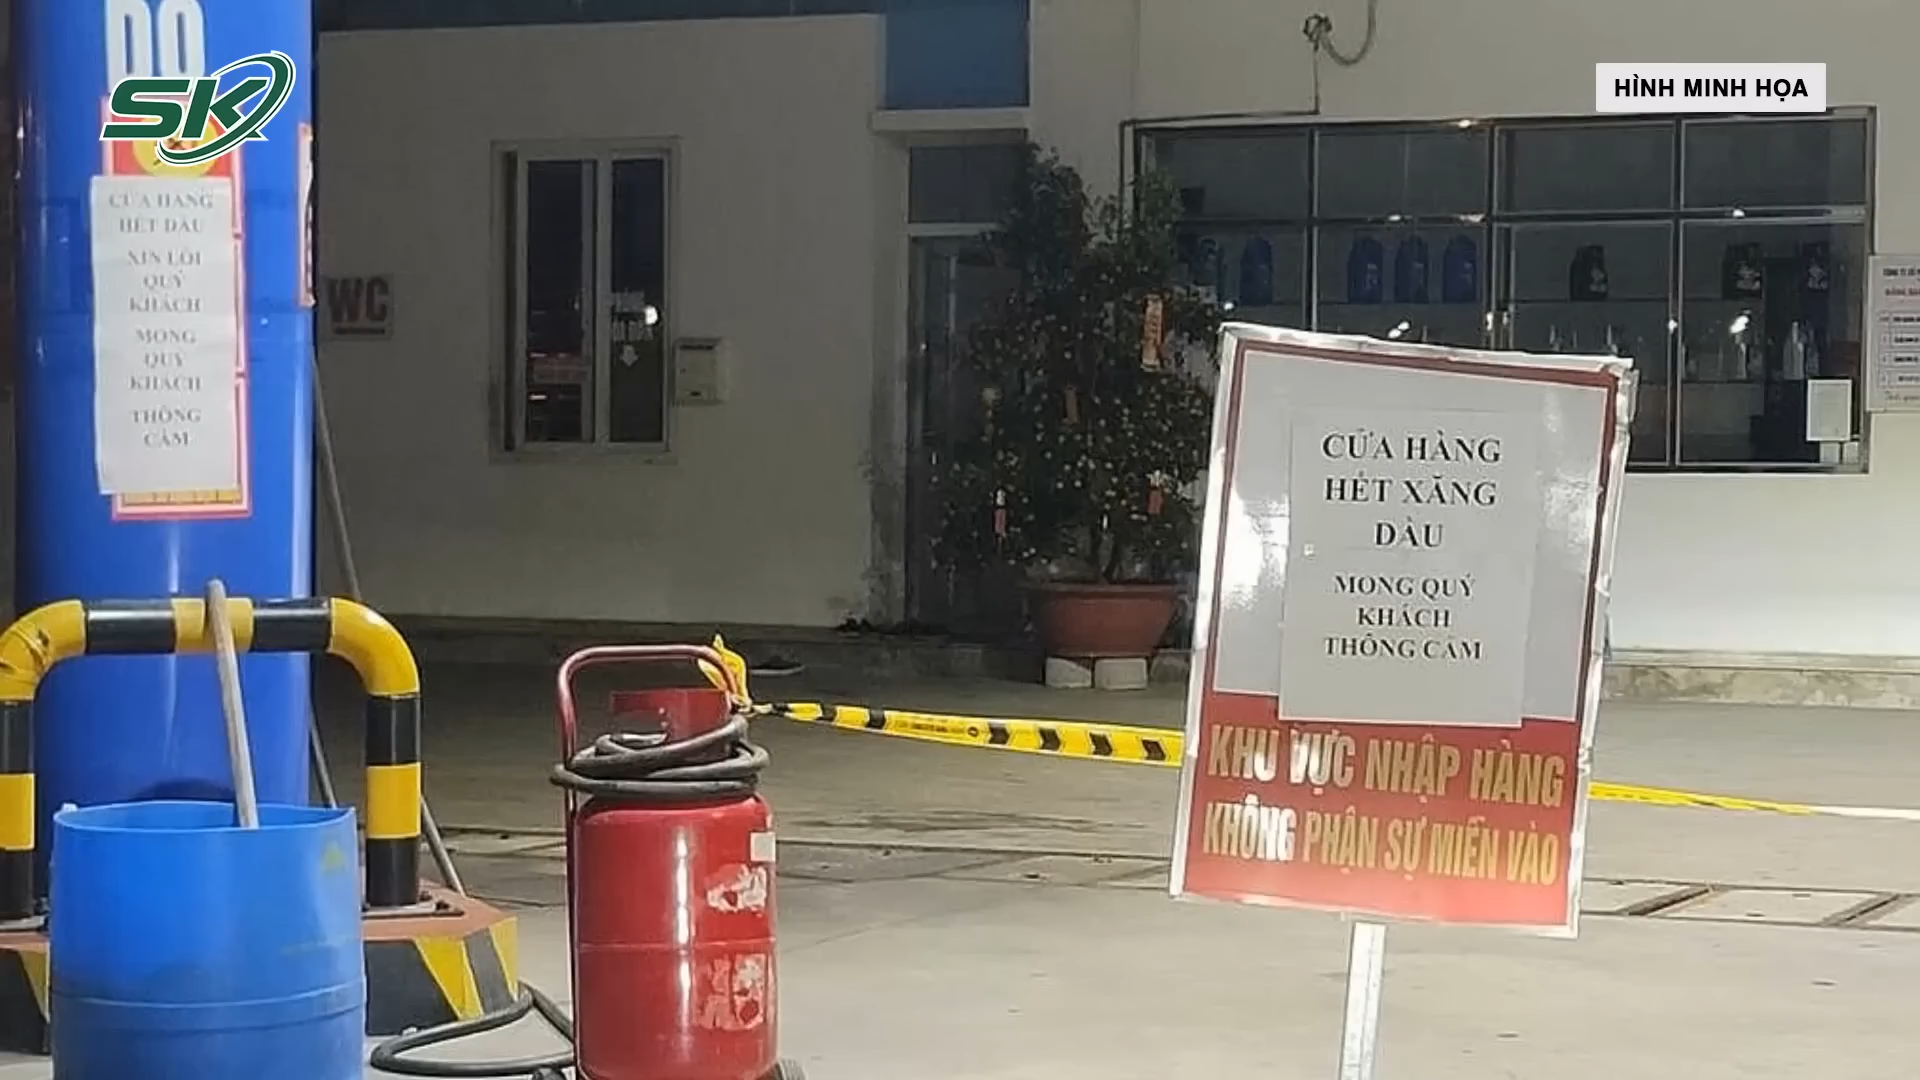 DO
SK
HÌNH MINH HỌA
CỬA HÀNG
HẾT DẦU
XIN LỖI
QUÝ
KHÁCH
MONG
QUÝ
KHÁCH
THÔNG
CẢM
WC
CỬA HÀNG
HẾT XĂNG
DẦU
MONG QUÝ
KHÁCH
THÔNG CẢM
KHU VỰC NHẬP HÀNG
KHÔNG PHẬN SỰ MIỄN VÀO